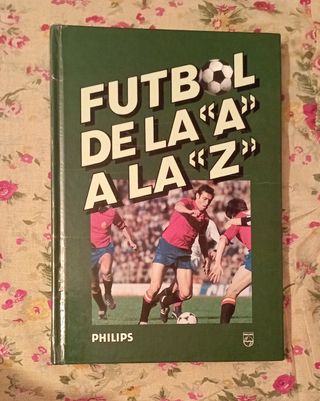 FUTBOL
DE LA "A"
A LA "Z"
PHILIPS